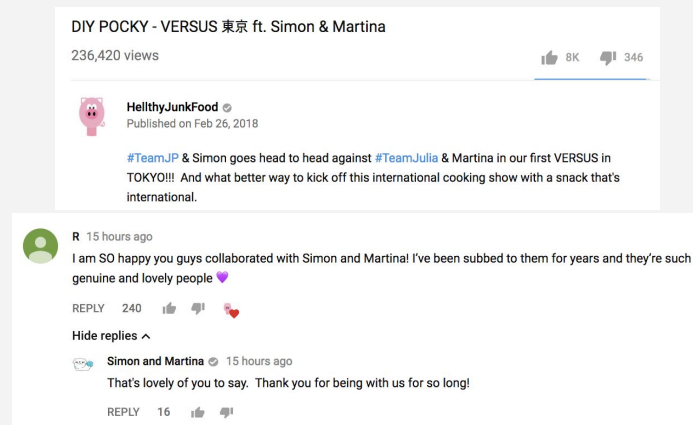 DIY POCKY - VERSUS 東京 ft. Simon & Martina
236,420 views
8K 346
HellthyJunkFood
Published on Feb 26, 2018
#TeamJP & Simon goes head to head against #TeamJulia & Martina in our first VERSUS in
TOKYO!!! And what better way to kick off this international cooking show with a snack that's
international.
R 15 hours ago
I am SO happy you guys collaborated with Simon and Martina! I've been subbed to them for years and they're such
genuine and lovely people 💜
REPLY 240
Hide replies
Simon and Martina 15 hours ago
That's lovely of you to say. Thank you for being with us for so long!
REPLY 16